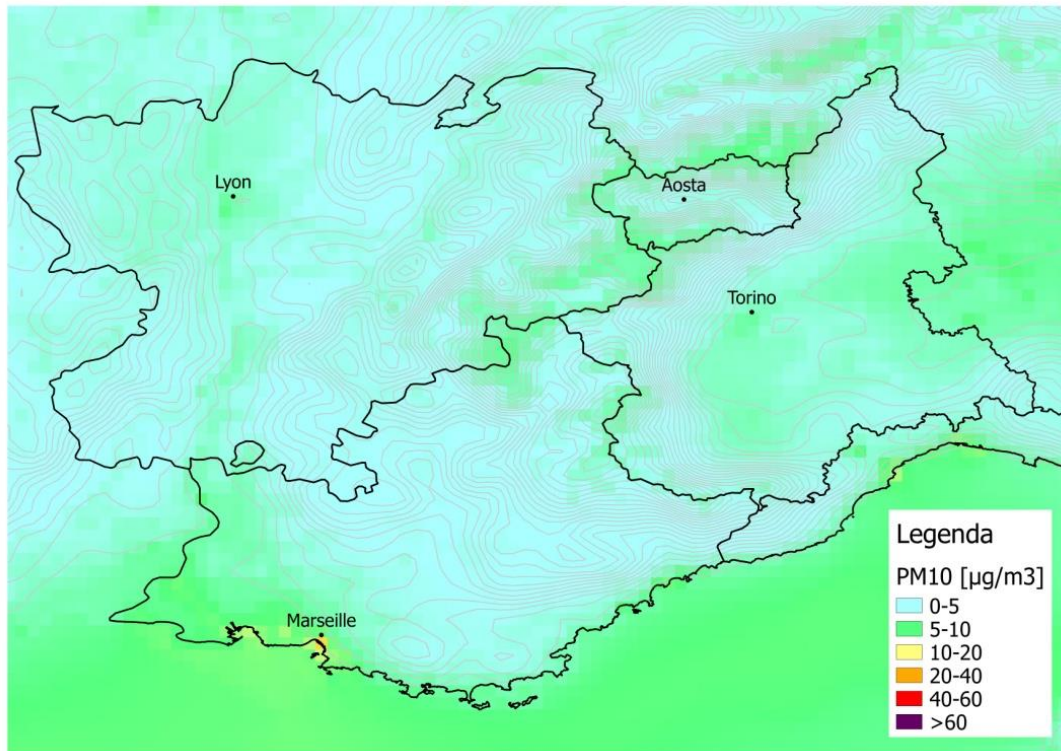 Lyon
Aosta
Torino
Marseille
Legenda
PM10 [µg/m3]
0-5
5-10
10-20
20-40
40-60
>60